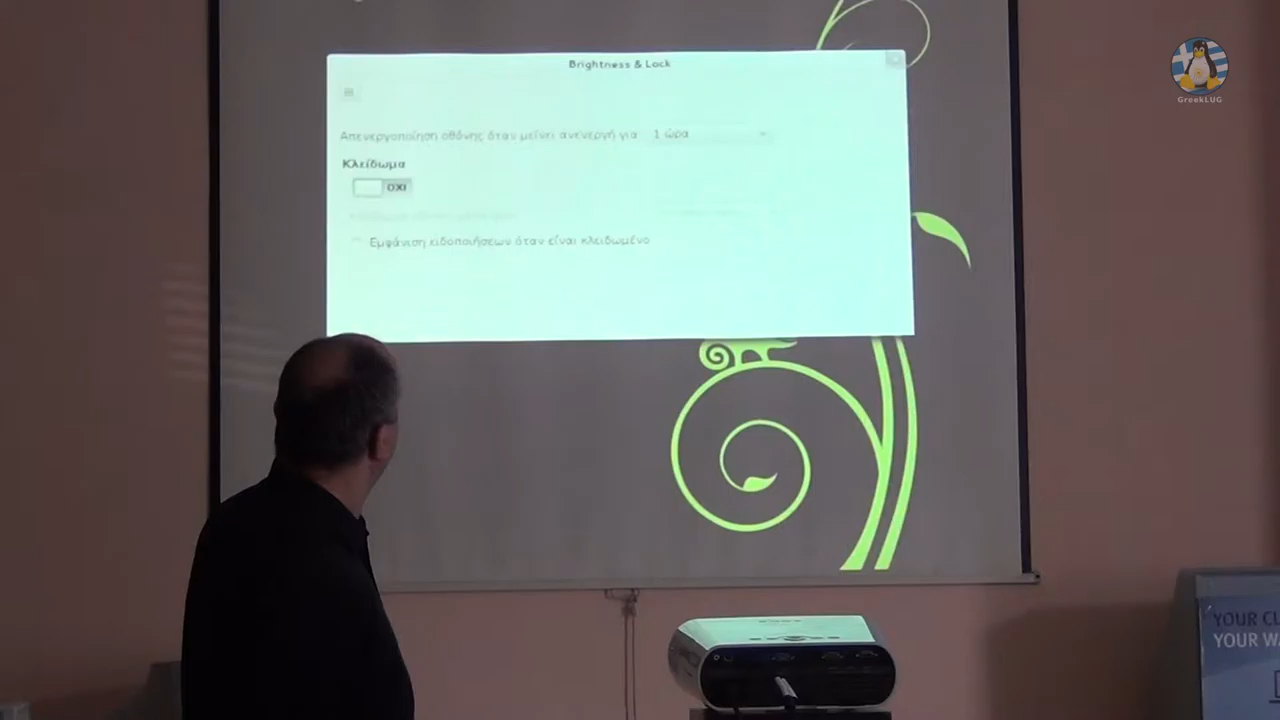 Brightness & Lock
GreekLUG
Απενεργοποίηση οθόνης όταν μείνει ανενεργή για 1 ώρα
Κλείδωμα
ΟΧΙ
Εμφάνιση ειδοποιήσεων όταν είναι κλειδωμένο
YOUR
YOUR